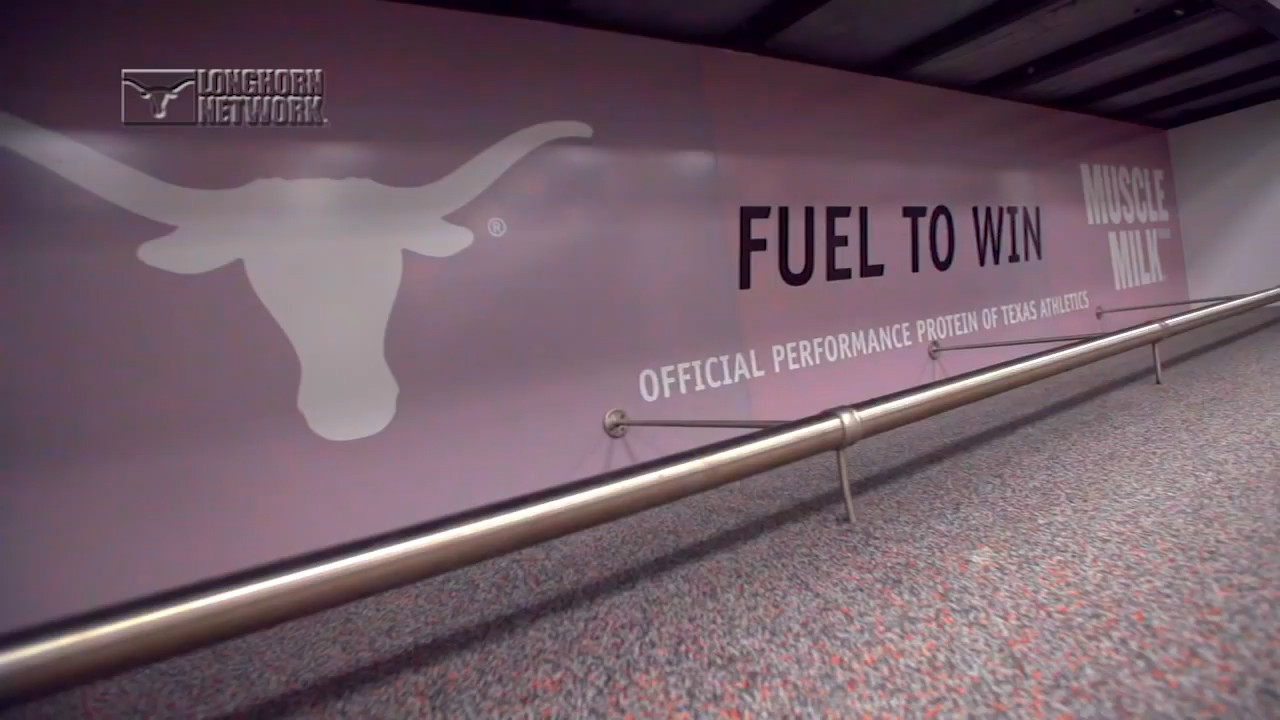 LONGHORN
NETWORK
®
FUEL TO WIN
MUSCLE
MILK
OFFICIAL PERFORMANCE PROTEIN OF TEXAS ATHLETICS